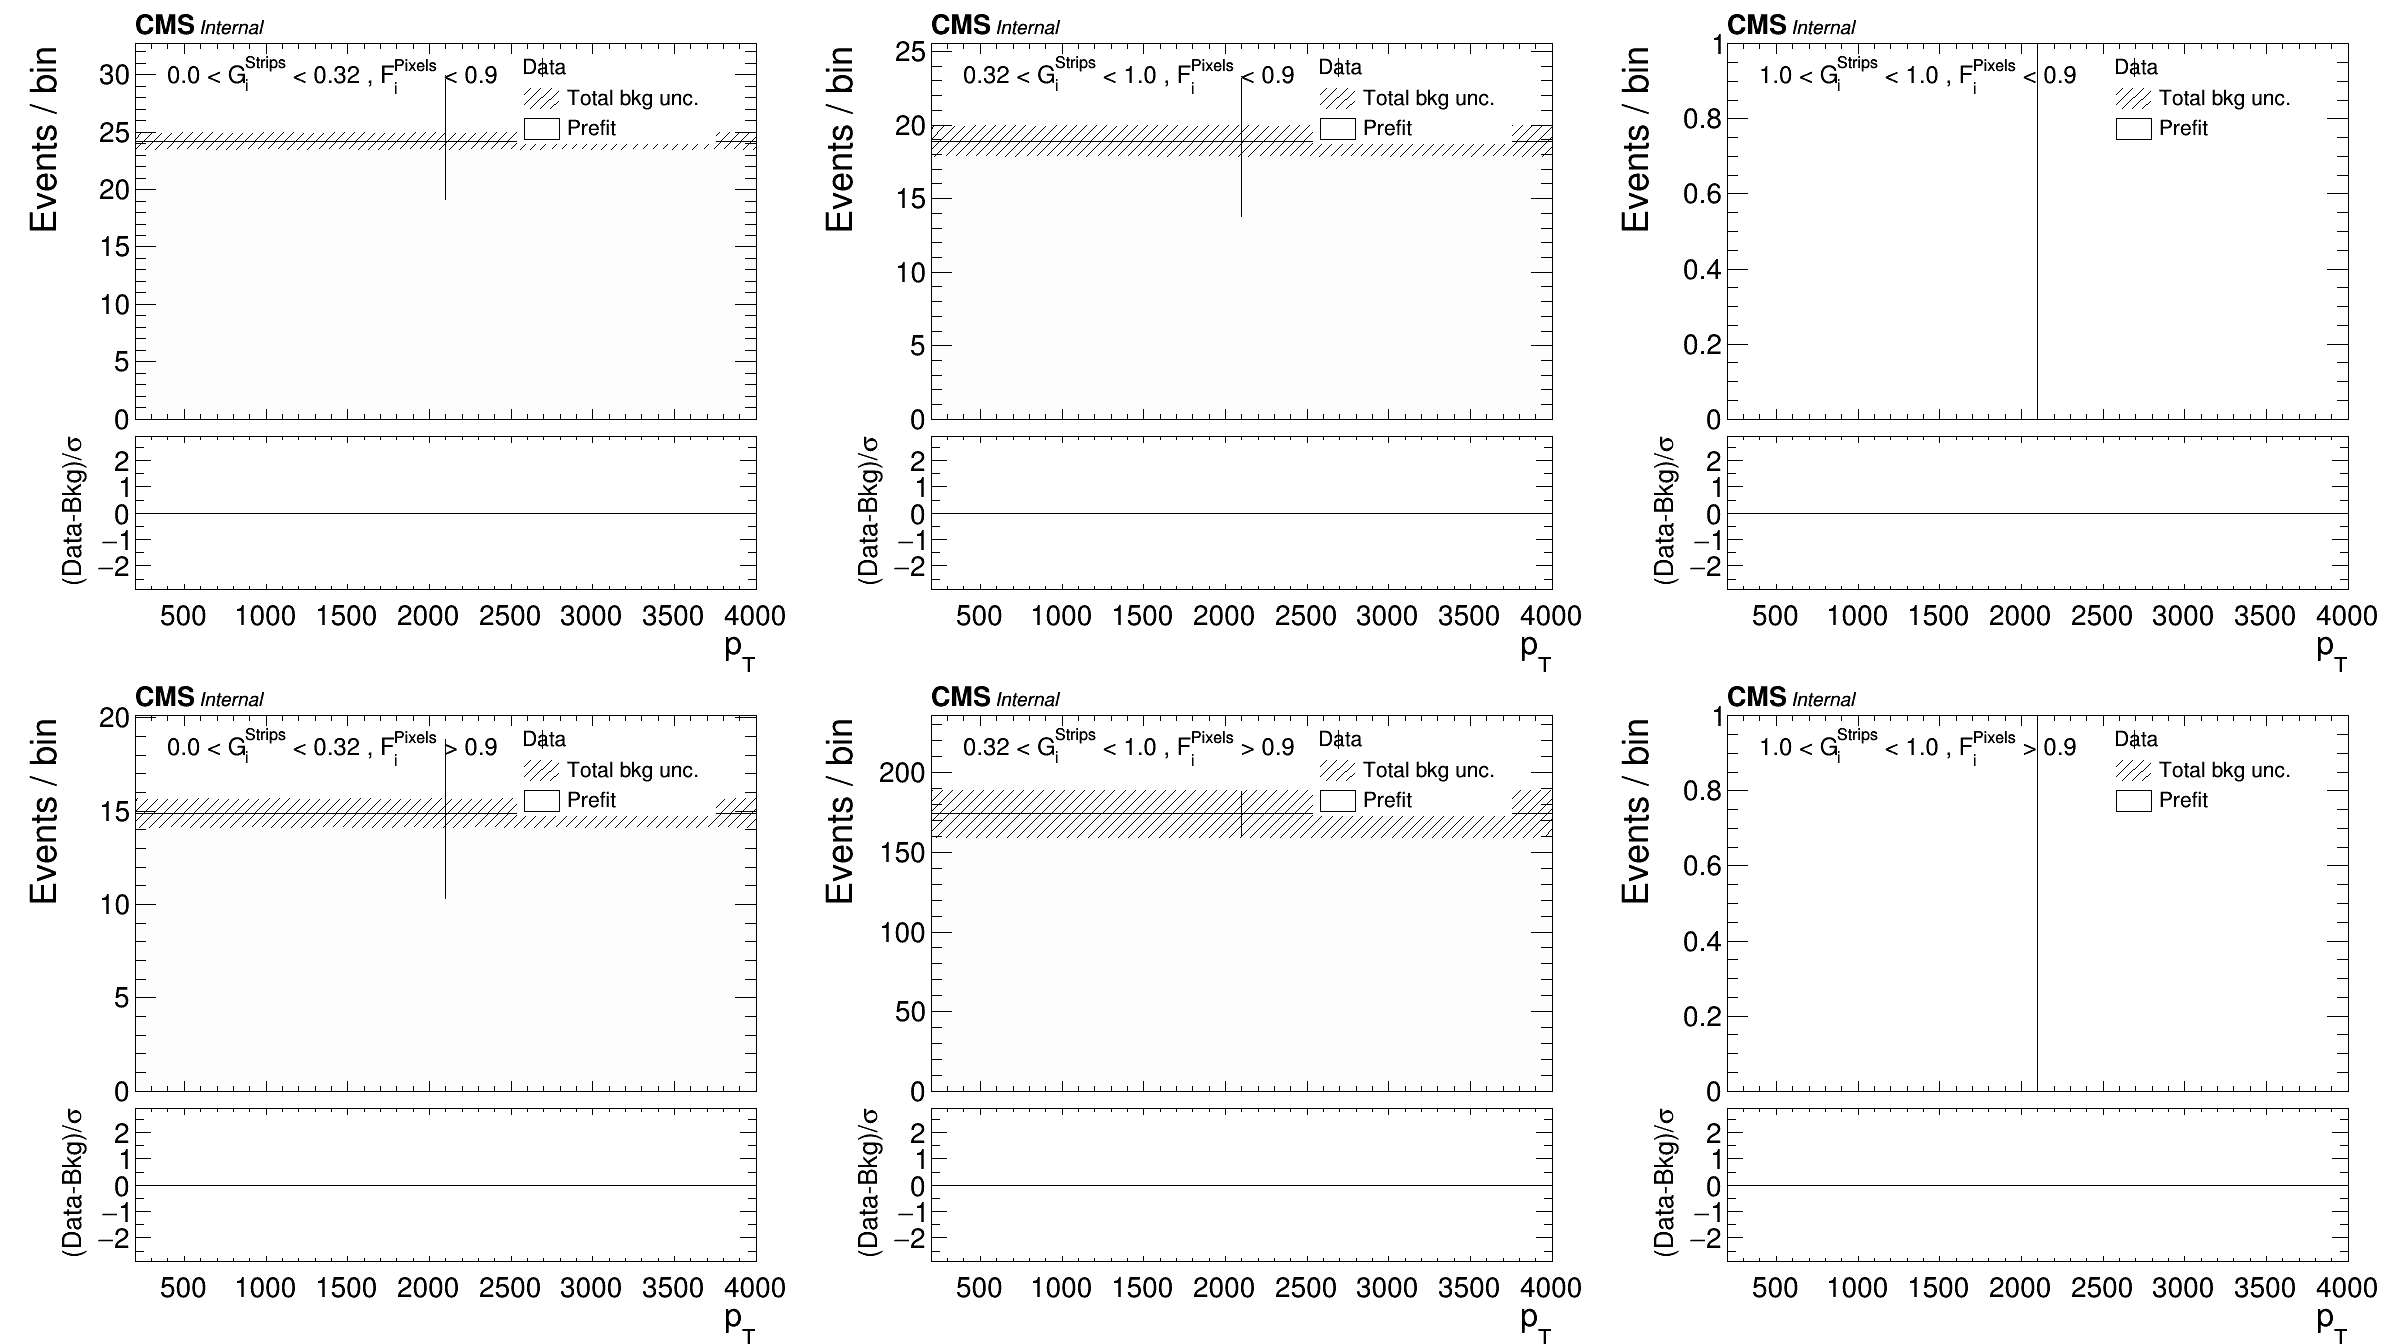 CMS Internal
Events / bin
0.0 < G_i^Strips < 0.32 , F_i^Pixels < 0.9
Data
Total bkg unc.
Prefit
30
25
20
15
10
5
0
(Data-Bkg)/σ
2
1
0
−1
−2
500 1000 1500 2000 2500 3000 3500 4000
p_T
CMS Internal
Events / bin
0.32 < G_i^Strips < 1.0 , F_i^Pixels < 0.9
Data
Total bkg unc.
Prefit
25
20
15
10
5
0
(Data-Bkg)/σ
2
1
0
−1
−2
500 1000 1500 2000 2500 3000 3500 4000
p_T
CMS Internal
Events / bin
1.0 < G_i^Strips < 1.0 , F_i^Pixels < 0.9
Data
Total bkg unc.
Prefit
1
0.8
0.6
0.4
0.2
0
(Data-Bkg)/σ
2
1
0
−1
−2
500 1000 1500 2000 2500 3000 3500 4000
p_T
CMS Internal
Events / bin
0.0 < G_i^Strips < 0.32 , F_i^Pixels > 0.9
Data
Total bkg unc.
Prefit
20
15
10
5
0
(Data-Bkg)/σ
2
1
0
−1
−2
500 1000 1500 2000 2500 3000 3500 4000
p_T
CMS Internal
Events / bin
0.32 < G_i^Strips < 1.0 , F_i^Pixels > 0.9
Data
Total bkg unc.
Prefit
200
150
100
50
0
(Data-Bkg)/σ
2
1
0
−1
−2
500 1000 1500 2000 2500 3000 3500 4000
p_T
CMS Internal
Events / bin
1.0 < G_i^Strips < 1.0 , F_i^Pixels > 0.9
Data
Total bkg unc.
Prefit
1
0.8
0.6
0.4
0.2
0
(Data-Bkg)/σ
2
1
0
−1
−2
500 1000 1500 2000 2500 3000 3500 4000
p_T